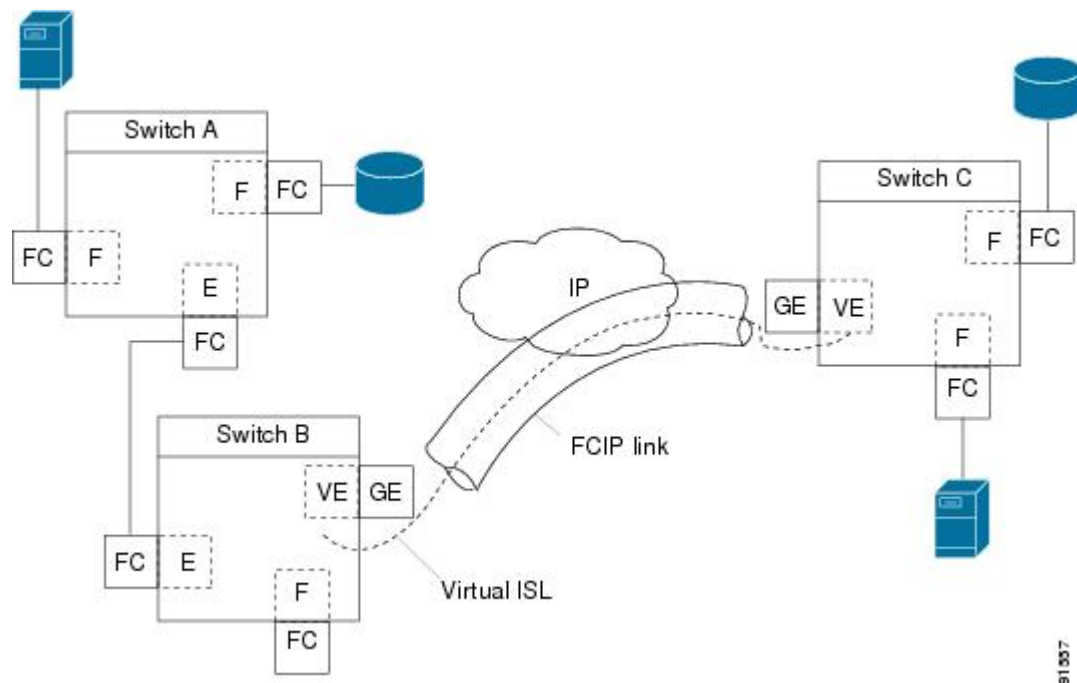 Switch A
F
FC
FC
F
E
FC
Switch B
VE
GE
FC
E
F
FC
IP
FCIP link
Virtual ISL
Switch C
F
FC
GE
VE
F
FC
91557